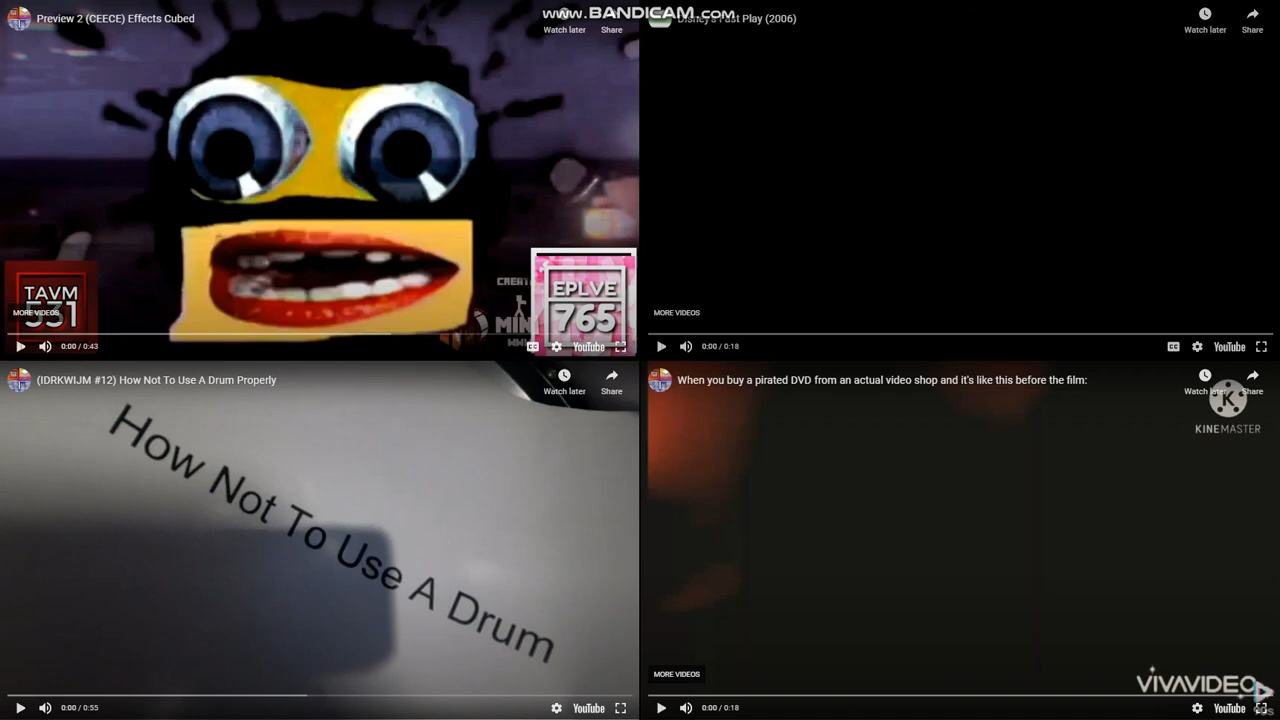 Preview 2 (CEECE) Effects Cubed
Watch later
Share
www.BANDICAM.com
TAVM
531
MORE VIDEOS
EPLVE
765
MIN
0:00 / 0:43
CC
YouTube
Disney's Fast Play (2006)
Watch later
Share
MORE VIDEOS
0:00 / 0:18
CC
YouTube
(IDRKWIJM #12) How Not To Use A Drum Properly
Watch later
Share
How Not To Use A Drum
0:00 / 0:55
YouTube
When you buy a pirated DVD from an actual video shop and it's like this before the film:
Watch later
Share
K
KINEMASTER
MORE VIDEOS
VIVAVIDEO
0:00 / 0:18
YouTube